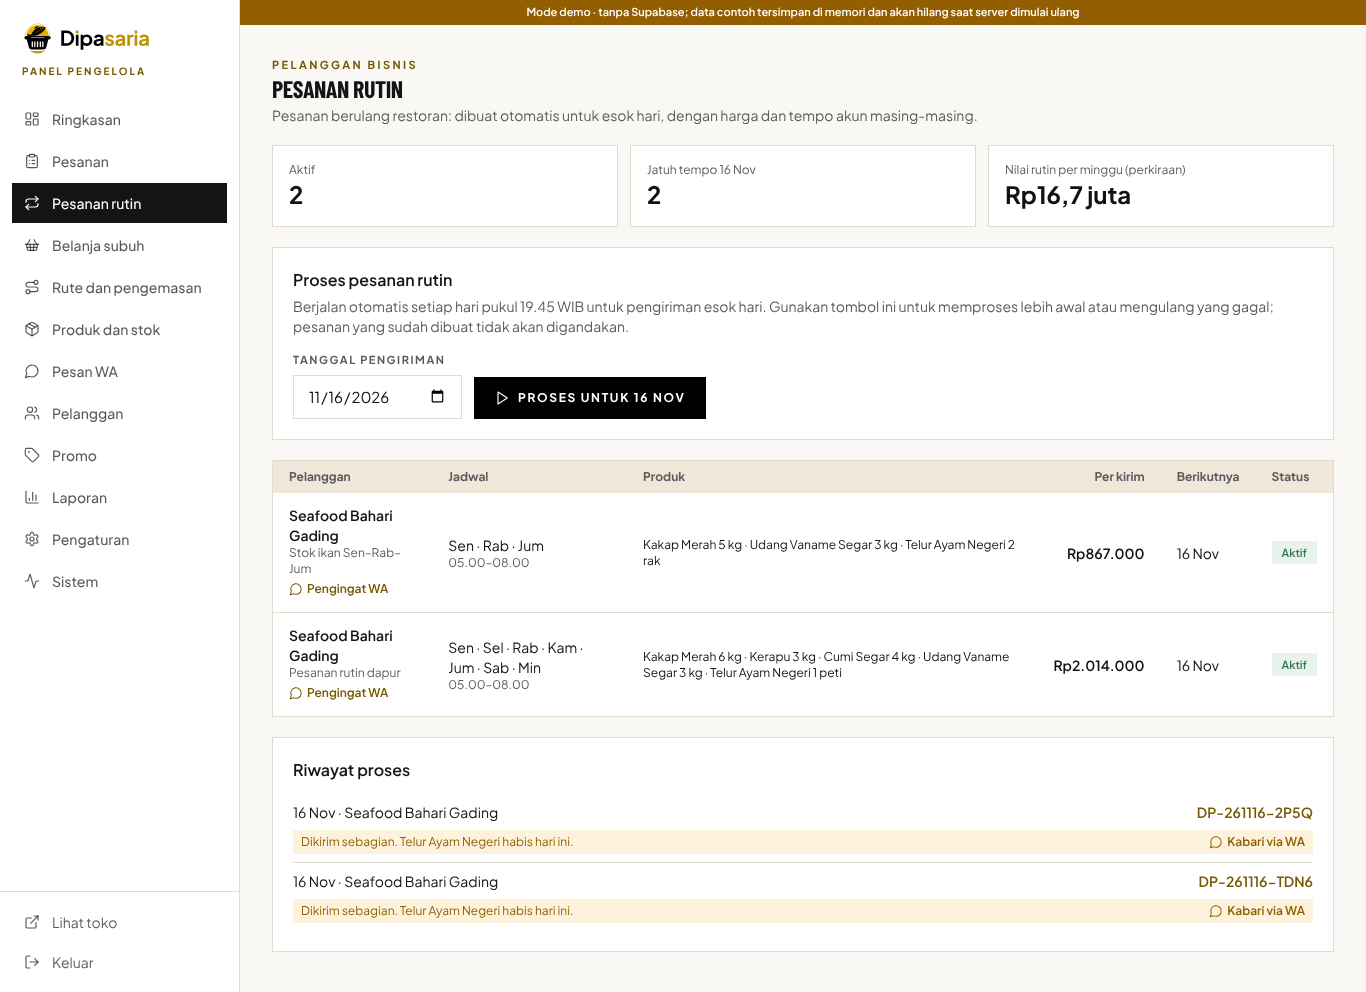 Mode demo · tanpa Supabase; data contoh tersimpan di memori dan akan hilang saat server dimulai ulang
Dipasaria
PANEL PENGELOLA
Ringkasan
Pesanan
Pesanan rutin
Belanja subuh
Rute dan pengemasan
Produk dan stok
Pesan WA
Pelanggan
Promo
Laporan
Pengaturan
Sistem
Lihat toko
Keluar
PELANGGAN BISNIS
PESANAN RUTIN
Pesanan berulang restoran: dibuat otomatis untuk esok hari, dengan harga dan tempo akun masing-masing.
Aktif
2
Jatuh tempo 16 Nov
2
Nilai rutin per minggu (perkiraan)
Rp16,7 juta
Proses pesanan rutin
Berjalan otomatis setiap hari pukul 19.45 WIB untuk pengiriman esok hari. Gunakan tombol ini untuk memproses lebih awal atau mengulang yang gagal;
pesanan yang sudah dibuat tidak akan digandakan.
TANGGAL PENGIRIMAN
11/16/2026
PROSES UNTUK 16 NOV
Pelanggan Jadwal Produk Per kirim Berikutnya Status
Seafood Bahari
Gading
Stok ikan Sen–Rab–
Jum
Pengingat WA
Sen · Rab · Jum
05.00–08.00
Kakap Merah 5 kg · Udang Vaname Segar 3 kg · Telur Ayam Negeri 2
rak
Rp867.000
16 Nov
Aktif
Seafood Bahari
Gading
Pesanan rutin dapur
Pengingat WA
Sen · Sel · Rab · Kam ·
Jum · Sab · Min
05.00–08.00
Kakap Merah 6 kg · Kerapu 3 kg · Cumi Segar 4 kg · Udang Vaname
Segar 3 kg · Telur Ayam Negeri 1 peti
Rp2.014.000
16 Nov
Aktif
Riwayat proses
16 Nov · Seafood Bahari Gading
DP-261116-2P5Q
Dikirim sebagian. Telur Ayam Negeri habis hari ini.
Kabari via WA
16 Nov · Seafood Bahari Gading
DP-261116-TDN6
Dikirim sebagian. Telur Ayam Negeri habis hari ini.
Kabari via WA